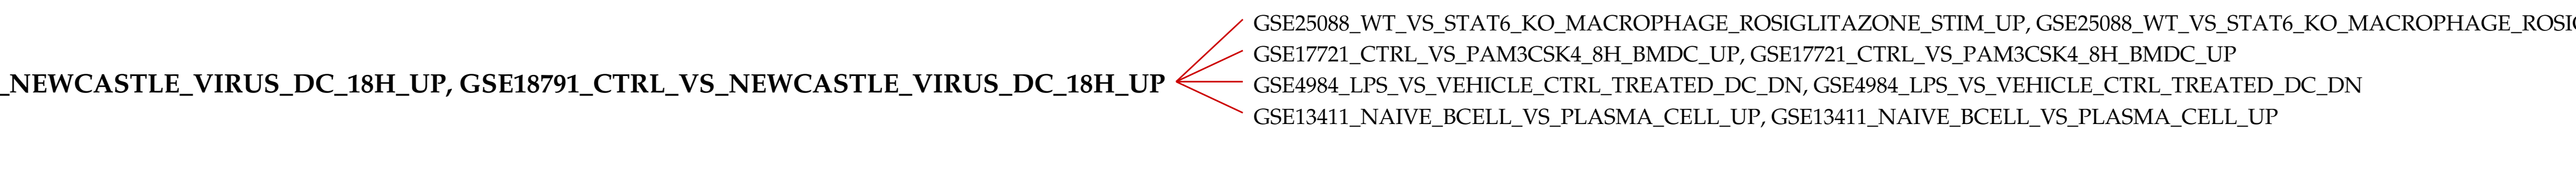 GSE25088_WT_VS_STAT6_KO_MACROPHAGE_ROSIGLITAZONE_STIM_UP, GSE25088_WT_VS_STAT6_KO_MACROPHAGE_ROSI
GSE17721_CTRL_VS_PAM3CSK4_8H_BMDC_UP, GSE17721_CTRL_VS_PAM3CSK4_8H_BMDC_UP
_NEWCASTLE_VIRUS_DC_18H_UP, GSE18791_CTRL_VS_NEWCASTLE_VIRUS_DC_18H_UP
GSE4984_LPS_VS_VEHICLE_CTRL_TREATED_DC_DN, GSE4984_LPS_VS_VEHICLE_CTRL_TREATED_DC_DN
GSE13411_NAIVE_BCELL_VS_PLASMA_CELL_UP, GSE13411_NAIVE_BCELL_VS_PLASMA_CELL_UP